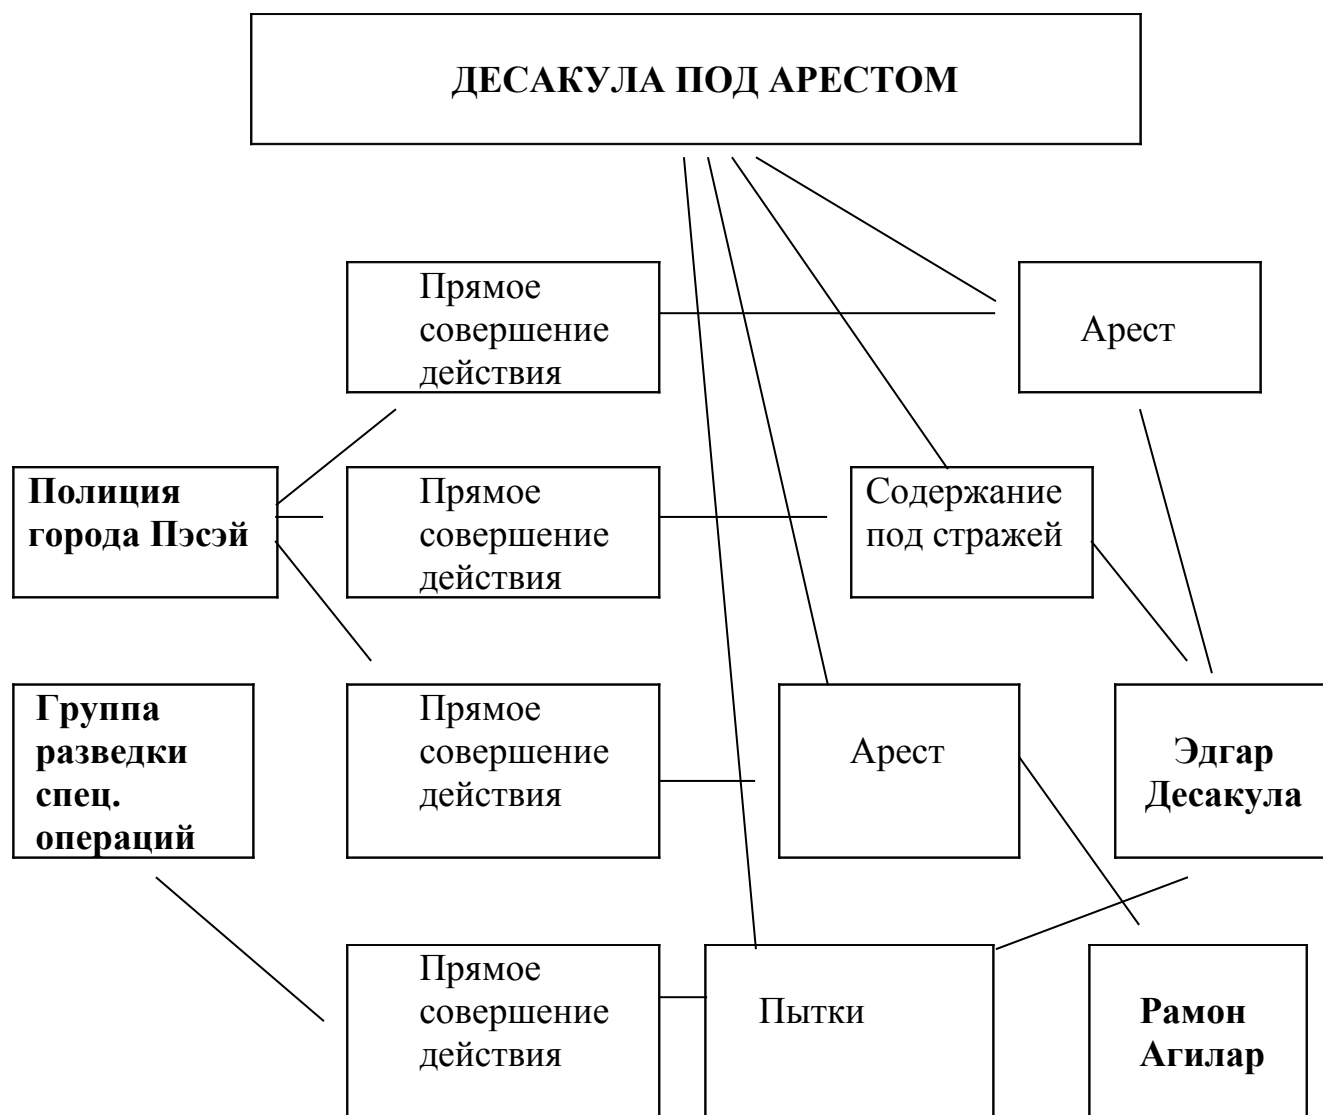 ДЕСАКУЛА ПОД АРЕСТОМ
Прямое
совершение
действия
Арест
Полиция
города Пэсэй
Прямое
совершение
действия
Содержание
под стражей
Группа
разведки
спец.
операций
Прямое
совершение
действия
Арест
Эдгар
Десакула
Прямое
совершение
действия
Пытки
Рамон
Агилар